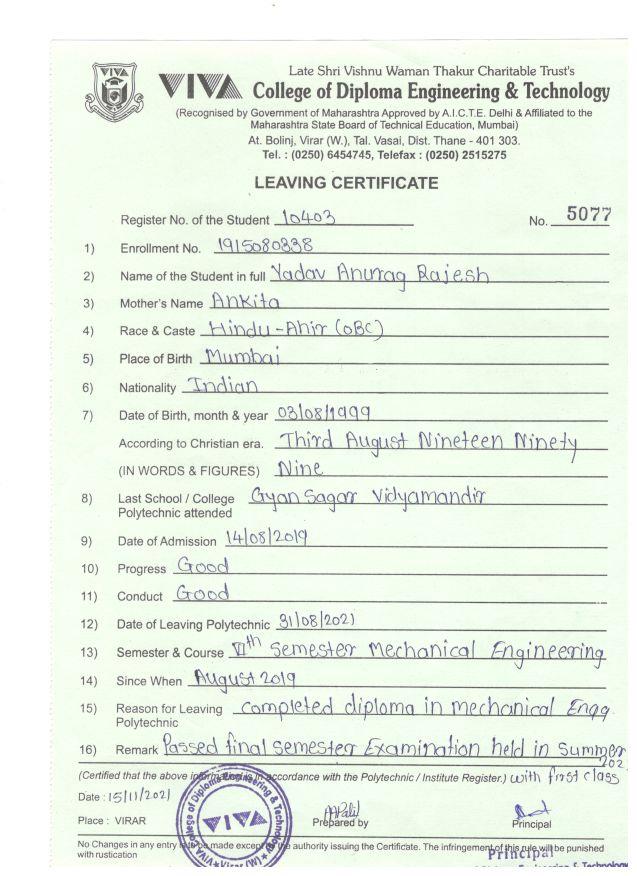 VIVA
Late Shri Vishnu Waman Thakur Charitable Trust's
VIVA College of Diploma Engineering & Technology
(Recognised by Government of Maharashtra Approved by A.I.C.T.E. Delhi & Affiliated to the
Maharashtra State Board of Technical Education, Mumbai)
At. Bolinj, Virar (W.), Tal. Vasai, Dist. Thane - 401 303.
Tel. : (0250) 6454745, Telefax : (0250) 2515275
LEAVING CERTIFICATE
Register No. of the Student 10403 No. 5077
1) Enrollment No. 1915080338
2) Name of the Student in full Yadav Anurag Rajesh
3) Mother's Name Ankita
4) Race & Caste Hindu-Ahir (OBC)
5) Place of Birth Mumbai
6) Nationality Indian
7) Date of Birth, month & year 03/08/1999
According to Christian era. Third August Nineteen Ninety
(IN WORDS & FIGURES) Nine
8) Last School / College Gyan Sagar Vidyamandir
Polytechnic attended
9) Date of Admission 14/08/2019
10) Progress Good
11) Conduct Good
12) Date of Leaving Polytechnic 31/08/2021
13) Semester & Course VIth Semester Mechanical Engineering
14) Since When August 2019
15) Reason for Leaving completed diploma in mechanical Engg.
Polytechnic
16) Remark Passed final semester Examination held in Summer
202
(Certified that the above information is in accordance with the Polytechnic / Institute Register.) with first class
Date : 15/11/2021
Place : VIRAR
VIVA College of Diploma Engineering & Technology
VIVA
Virar (W)
Prepared by Principal
No Changes in any entry to be made except the authority issuing the Certificate. The infringement of this rule will be punished
with rustication
Principal